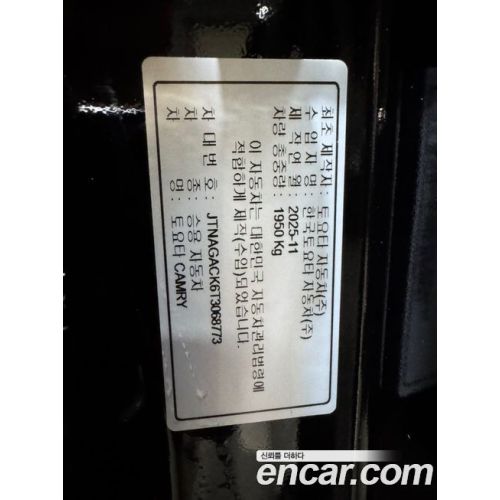 최초 제작사 : 토요타 자동차(주)
수 입 자 명 : 한국토요타 자동차(주)
제 작 연 월 : 2025-11
차량 총중량 : 1950 Kg
이 자동차는 대한민국 자동차관리법령에
적합하게 제작(수입)되었습니다.
차 대 번 호 : JTNAGACK6T3068773
차 종 : 승용 자동차
차 명 : 토요타 CAMRY
신뢰를 더하다
encar.com